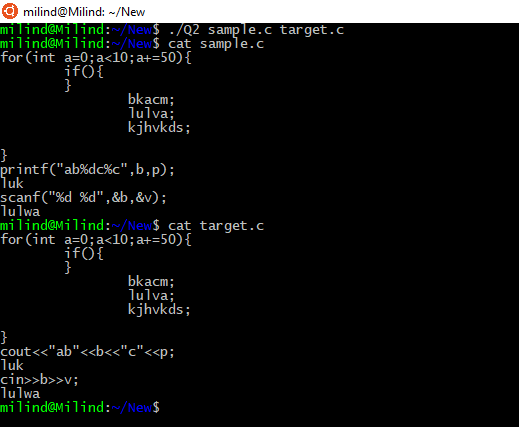 milind@Milind: ~/New
milind@Milind:~/New$ ./Q2 sample.c target.c
milind@Milind:~/New$ cat sample.c
for(int a=0;a<10;a+=50){
        if(){
        }
                bkacm;
                lulva;
                kjhvkds;

}
printf("ab%dc%c",b,p);
luk
scanf("%d %d",&b,&v);
lulwa
milind@Milind:~/New$ cat target.c
for(int a=0;a<10;a+=50){
        if(){
        }
                bkacm;
                lulva;
                kjhvkds;

}
cout<<"ab"<<b<<"c"<<p;
luk
cin>>b>>v;
lulwa
milind@Milind:~/New$